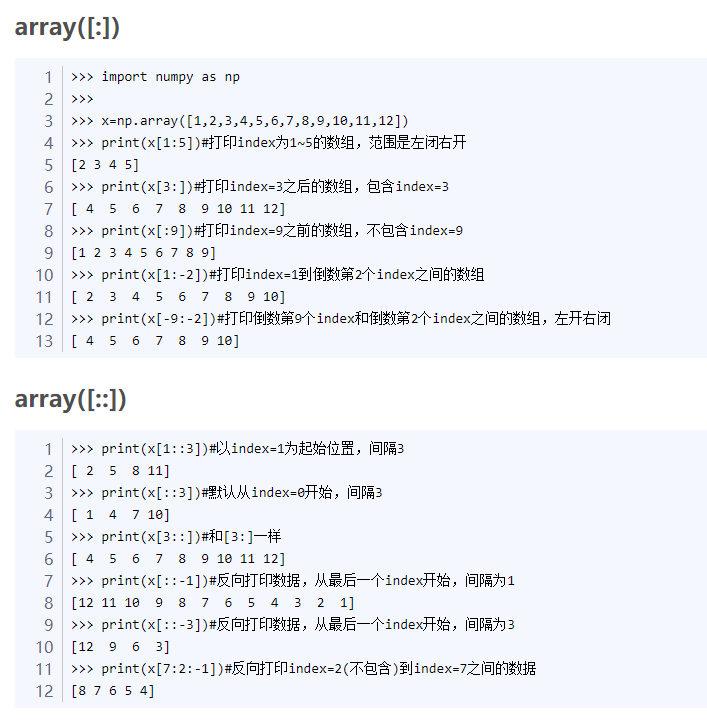 array([:])
1 >>> import numpy as np
2 >>>
3 >>> x=np.array([1,2,3,4,5,6,7,8,9,10,11,12])
4 >>> print(x[1:5])#打印index为1~5的数组，范围是左闭右开
5 [2 3 4 5]
6 >>> print(x[3:])#打印index=3之后的数组，包含index=3
7 [ 4  5  6  7  8  9 10 11 12]
8 >>> print(x[:9])#打印index=9之前的数组，不包含index=9
9 [1 2 3 4 5 6 7 8 9]
10 >>> print(x[1:-2])#打印index=1到倒数第2个index之间的数组
11 [ 2  3  4  5  6  7  8  9 10]
12 >>> print(x[-9:-2])#打印倒数第9个index和倒数第2个index之间的数组，左开右闭
13 [ 4  5  6  7  8  9 10]
array([::])
1 >>> print(x[1::3])#以index=1为起始位置，间隔3
2 [ 2  5  8 11]
3 >>> print(x[::3])#默认从index=0开始，间隔3
4 [ 1  4  7 10]
5 >>> print(x[3::])#和[3:]一样
6 [ 4  5  6  7  8  9 10 11 12]
7 >>> print(x[::-1])#反向打印数据，从最后一个index开始，间隔为1
8 [12 11 10  9  8  7  6  5  4  3  2  1]
9 >>> print(x[::-3])#反向打印数据，从最后一个index开始，间隔为3
10 [12  9  6  3]
11 >>> print(x[7:2:-1])#反向打印index=2(不包含)到index=7之间的数据
12 [8 7 6 5 4]